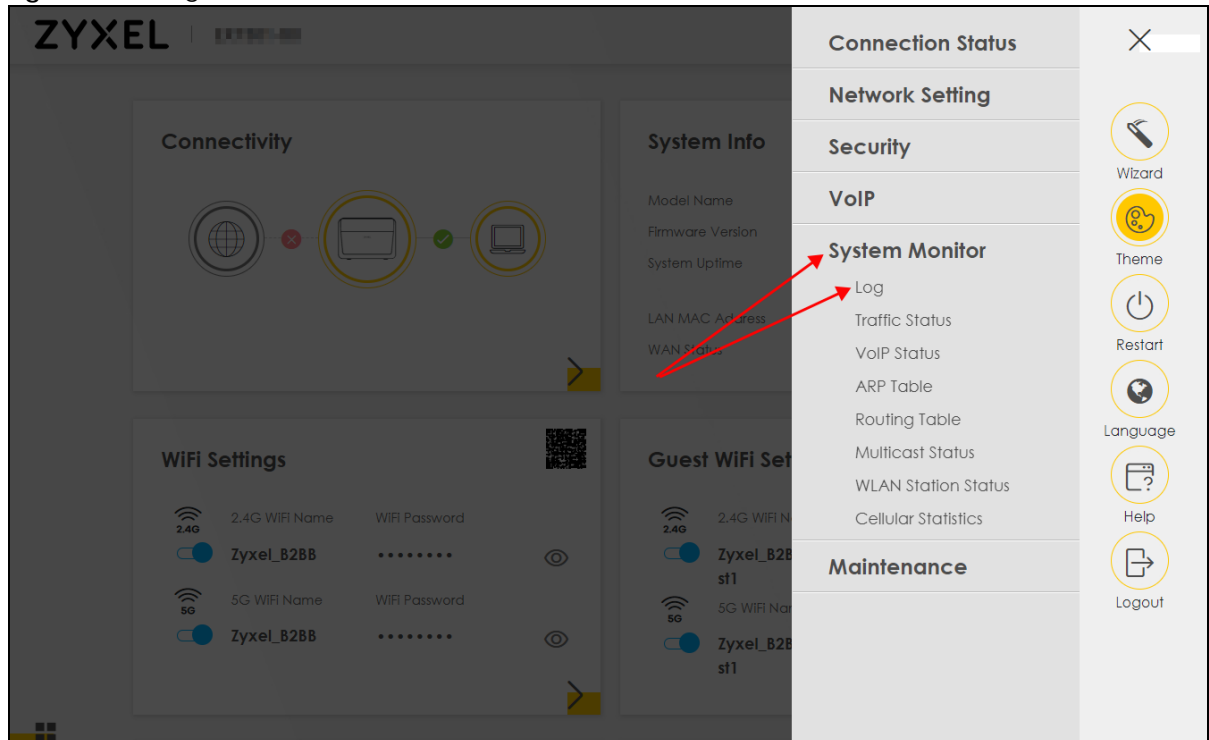 ZYXEL
Connectivity
System Info
Model Name
Firmware Version
System Uptime
LAN MAC Address
WAN Status
WiFi Settings
2.4G
2.4G WiFi Name WiFi Password
Zyxel_B2BB ••••••••
5G
5G WiFi Name WiFi Password
Zyxel_B2BB ••••••••
Guest WiFi Set
2.4G
2.4G WiFi N
Zyxel_B2B
st1
5G
5G WiFi Nar
Zyxel_B2B
st1
Connection Status
Network Setting
Security
VoIP
System Monitor
Log
Traffic Status
VoIP Status
ARP Table
Routing Table
Multicast Status
WLAN Station Status
Cellular Statistics
Maintenance
Wizard
Theme
Restart
Language
Help
Logout